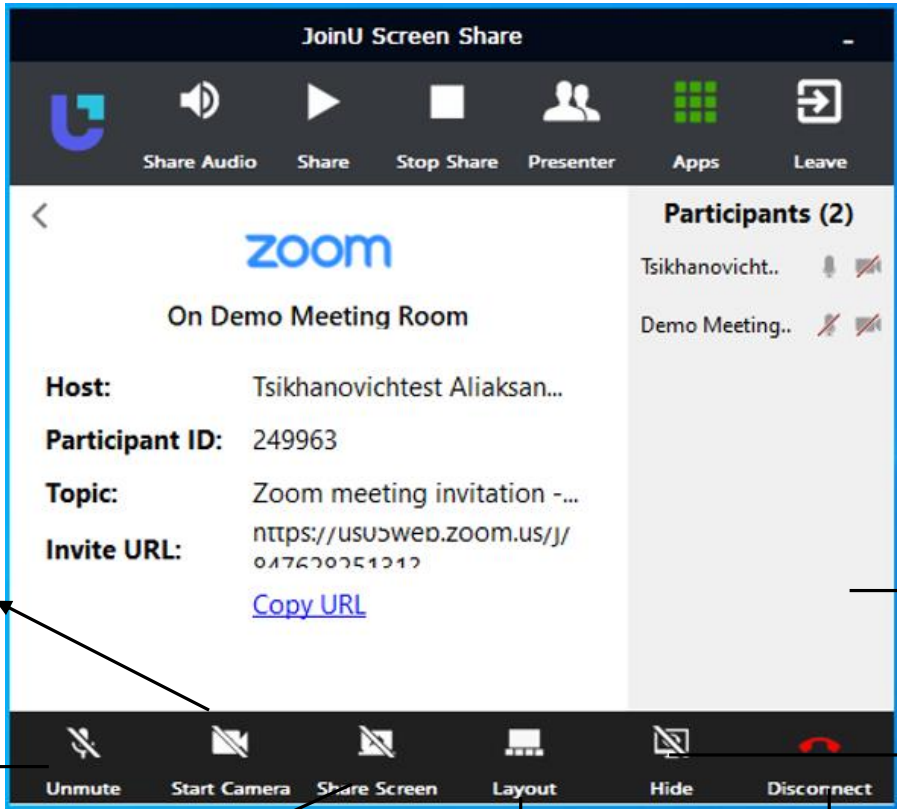 JoinU Screen Share
Share Audio Share Stop Share Presenter Apps Leave
Participants (2)
zoom
Tsikhanovicht..
On Demo Meeting Room
Demo Meeting..
Host: Tsikhanovichtest Aliaksan...
Participant ID: 249963
Topic: Zoom meeting invitation -...
Invite URL: https://us05web.zoom.us/j/
Copy URL
Unmute Start Camera Share Screen Layout Hide Disconnect